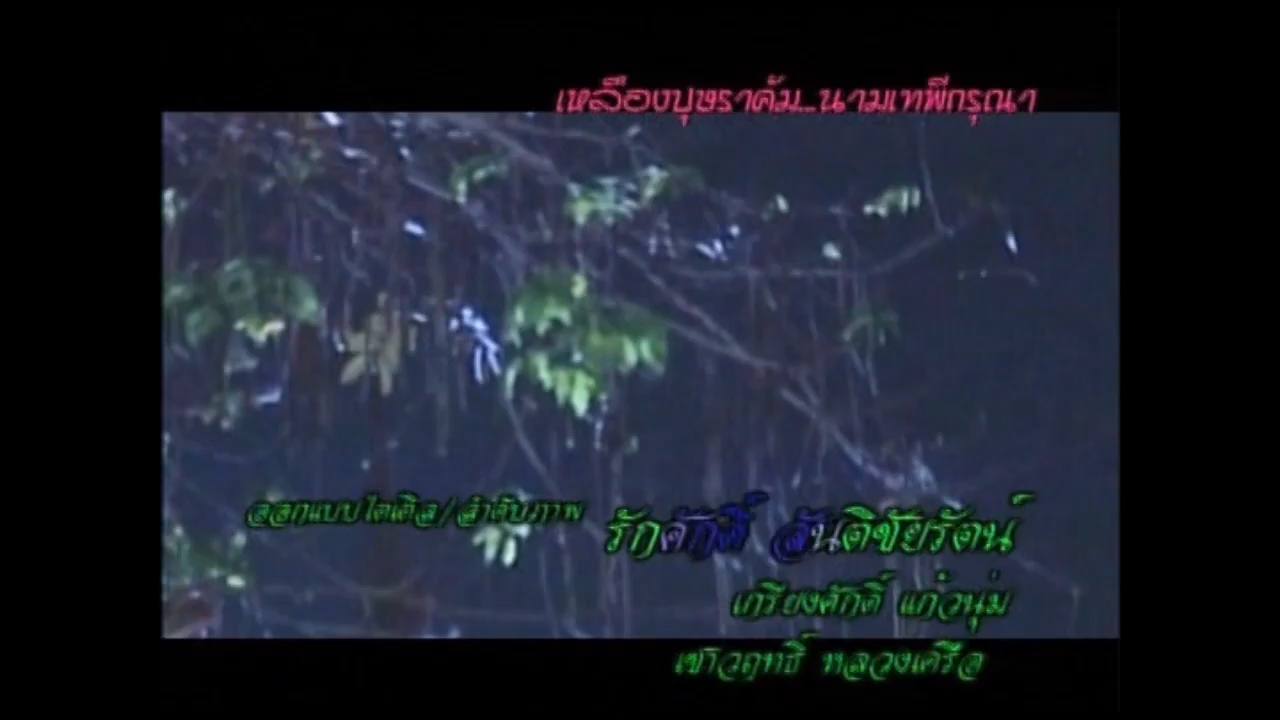 เหลืองบุษราคัม...นามเทพีกรุณา
ออกแบบไตเติล/ลำดับภาพ รักศักดิ์ สันติชัยรัตน์
เกรียงศักดิ์ แก้วนุ่ม
เชาวฤทธิ์ หลวงเครือ